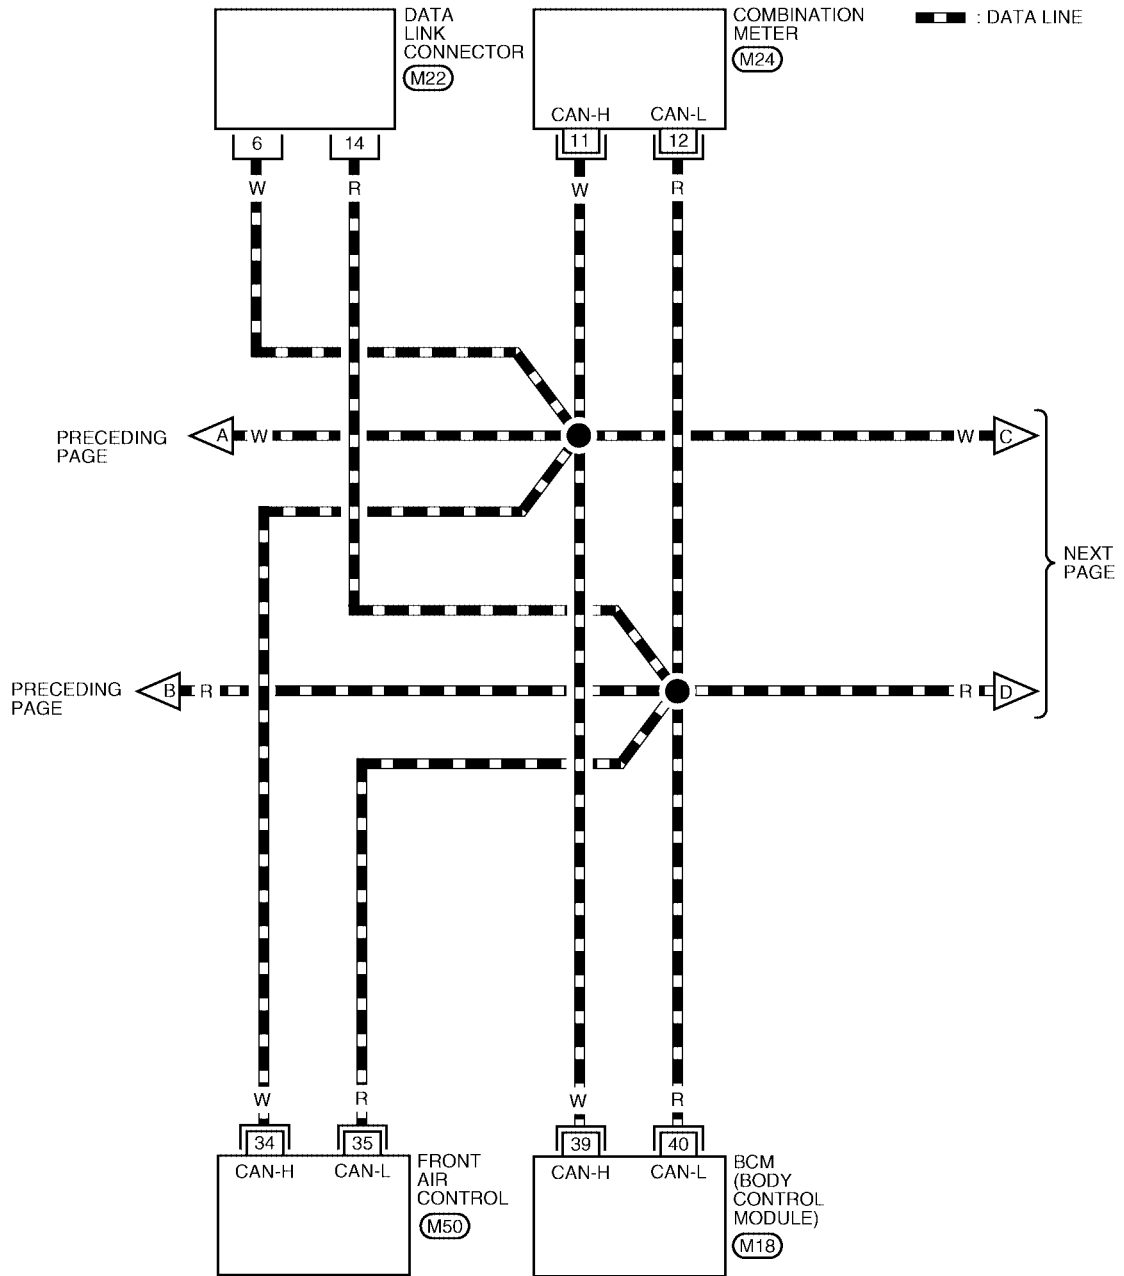 DATA
LINK
CONNECTOR
M22
COMBINATION
METER
M24
: DATA LINE
CAN-H CAN-L
6 14 11 12
W R W R
PRECEDING
PAGE
A W W C
NEXT
PAGE
PRECEDING
PAGE
B R R D
W R W R
34 35 39 40
CAN-H CAN-L
FRONT
AIR
CONTROL
M50
CAN-H CAN-L
BCM
(BODY
CONTROL
MODULE)
M18